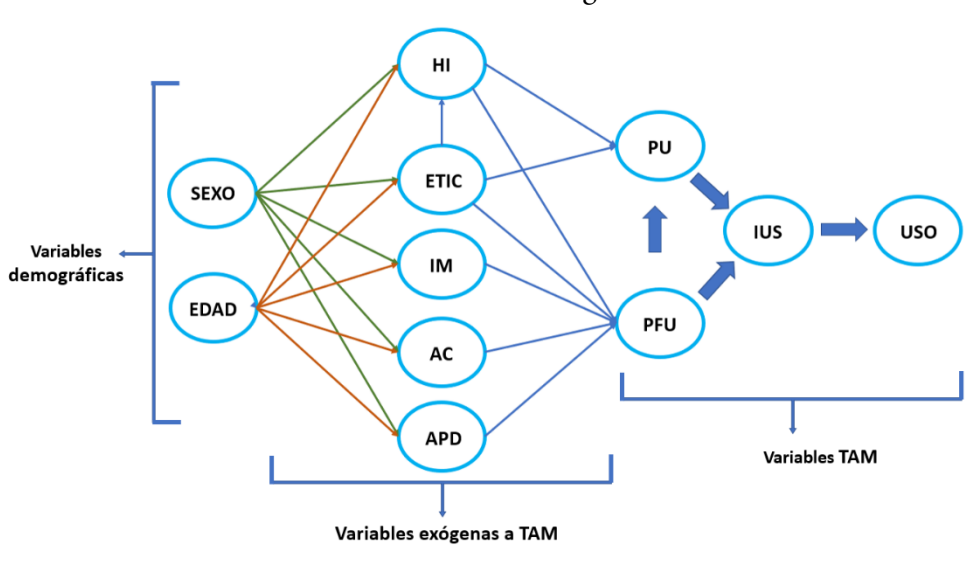 HI
PU
ETIC
SEXO
IUS
USO
Variables
demográficas
IM
EDAD
PFU
AC
APD
Variables TAM
Variables exógenas a TAM